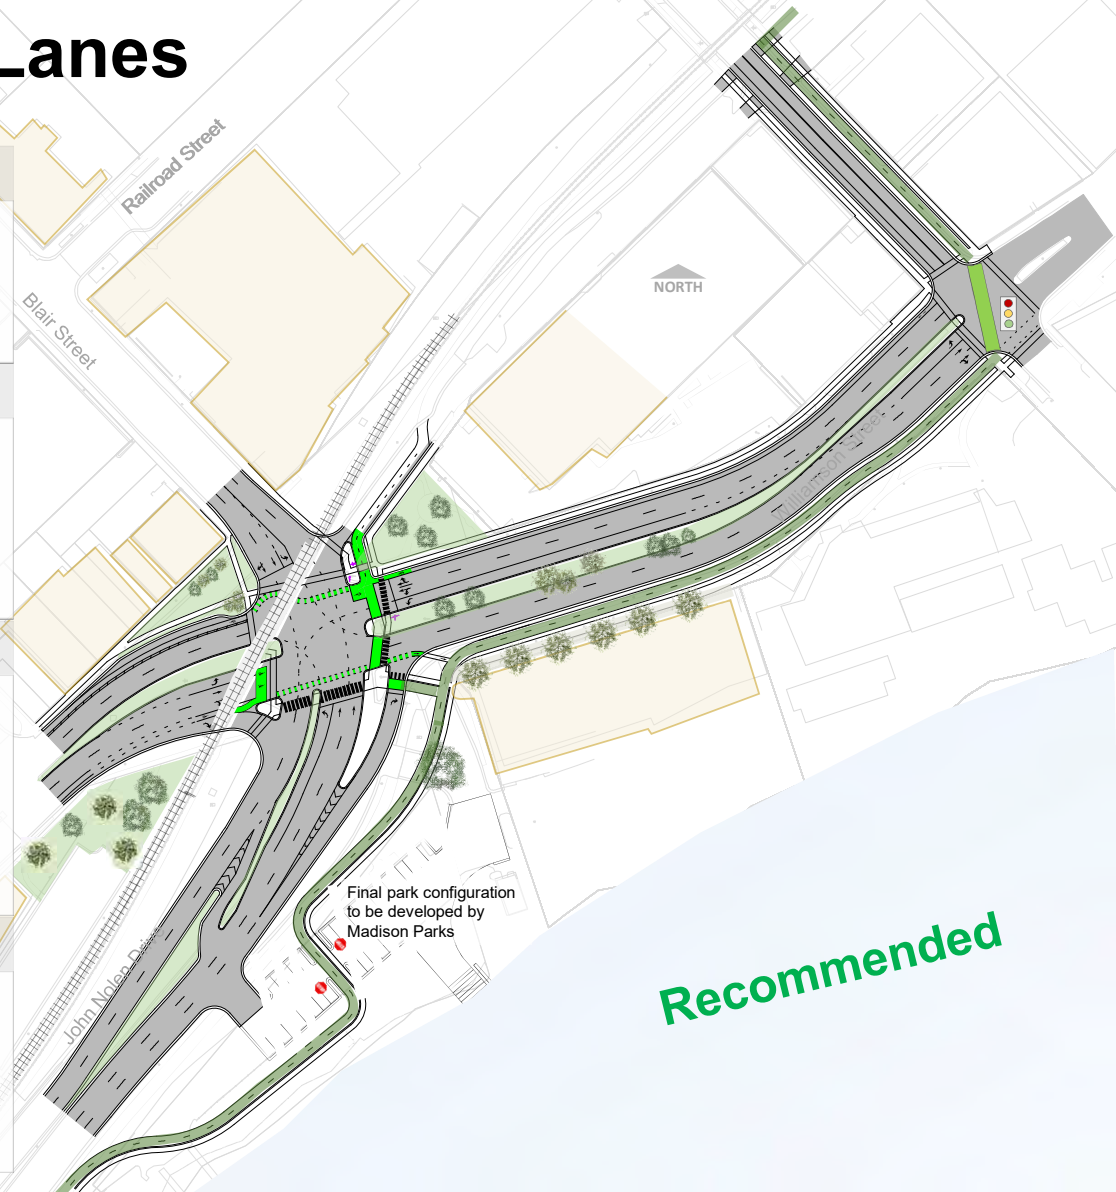 Lanes
Railroad Street
Blair Street
NORTH
Williamson Street
Final park configuration
to be developed by
Madison Parks
John Nolen Drive
Recommended